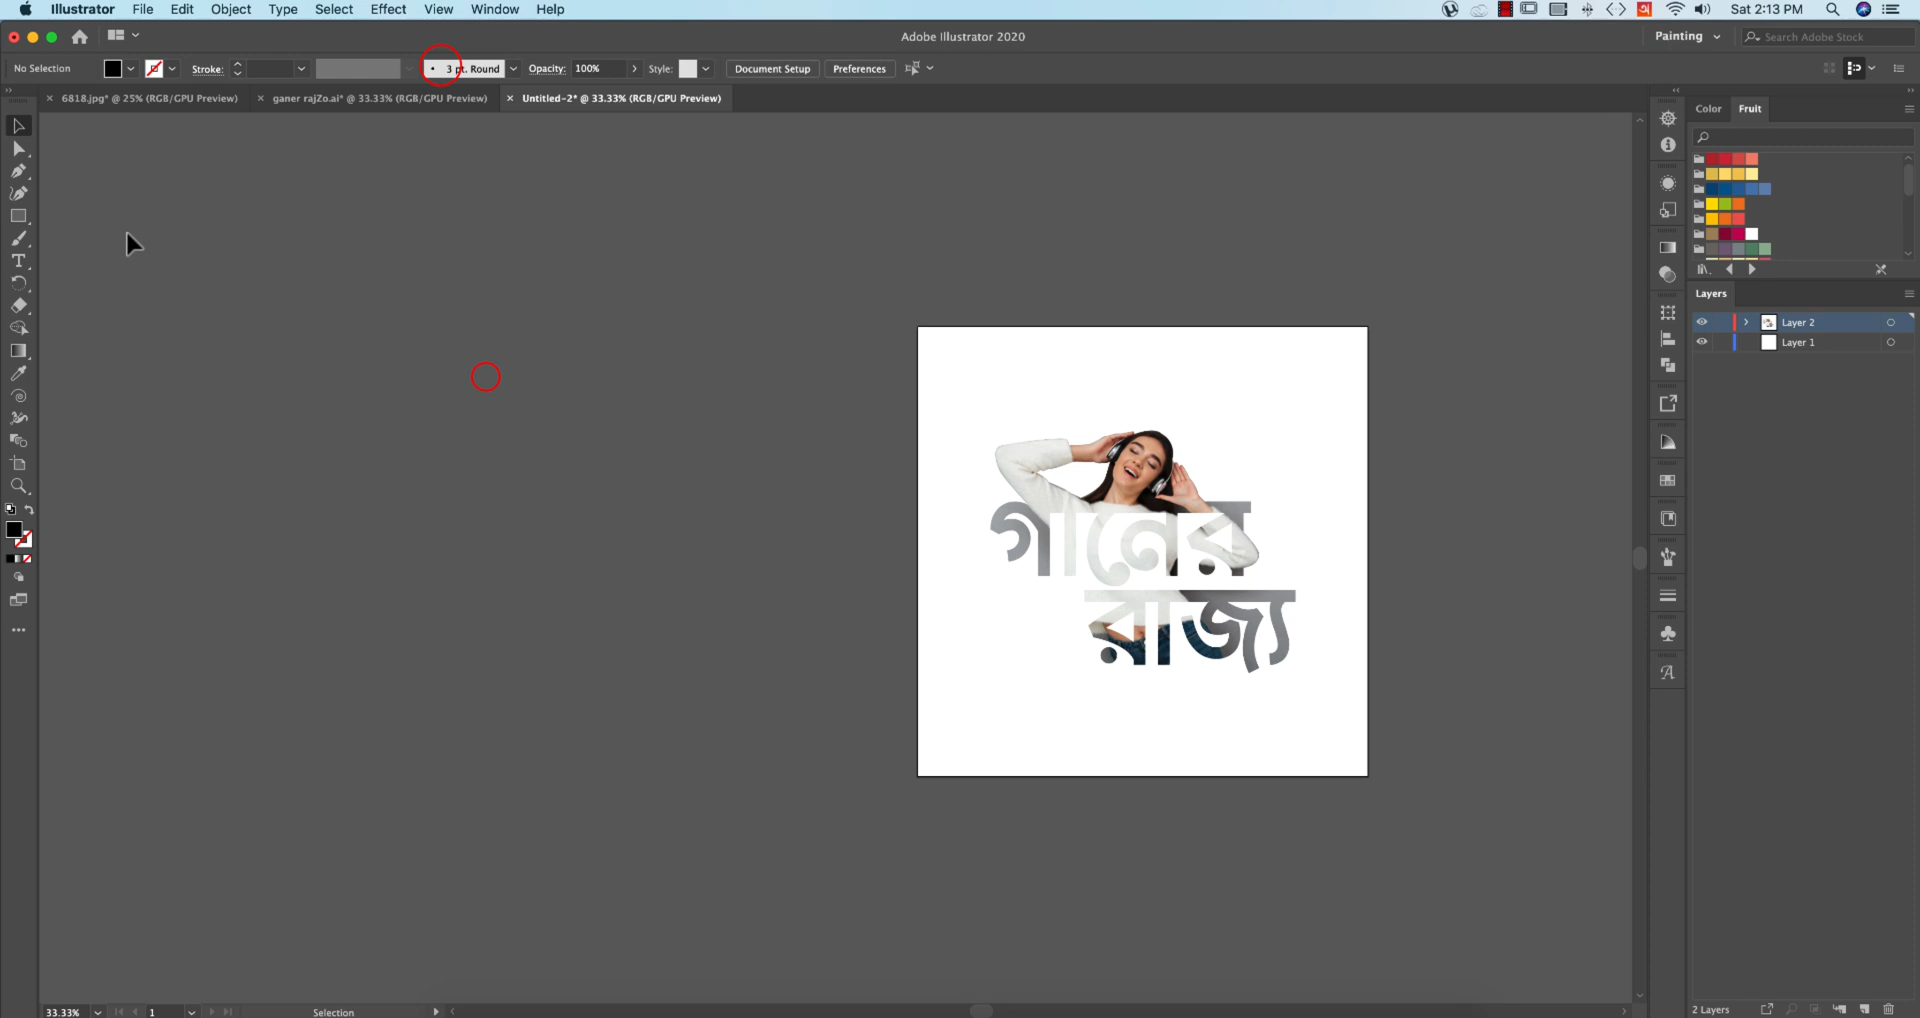 Illustrator File Edit Object Type Select Effect View Window Help
Sat 2:13 PM
Adobe Illustrator 2020
Painting
Search Adobe Stock
No Selection
Stroke:
3 pt. Round
Opacity: 100%
Style:
Document Setup
Preferences
6818.jpg* @ 25% (RGB/GPU Preview)
ganer rajZo.ai* @ 33.33% (RGB/GPU Preview)
Untitled-2* @ 33.33% (RGB/GPU Preview)
Color
Fruit
Layers
Layer 2
Layer 1
গানের
রাজ্য
33.33%
1
Selection
2 Layers